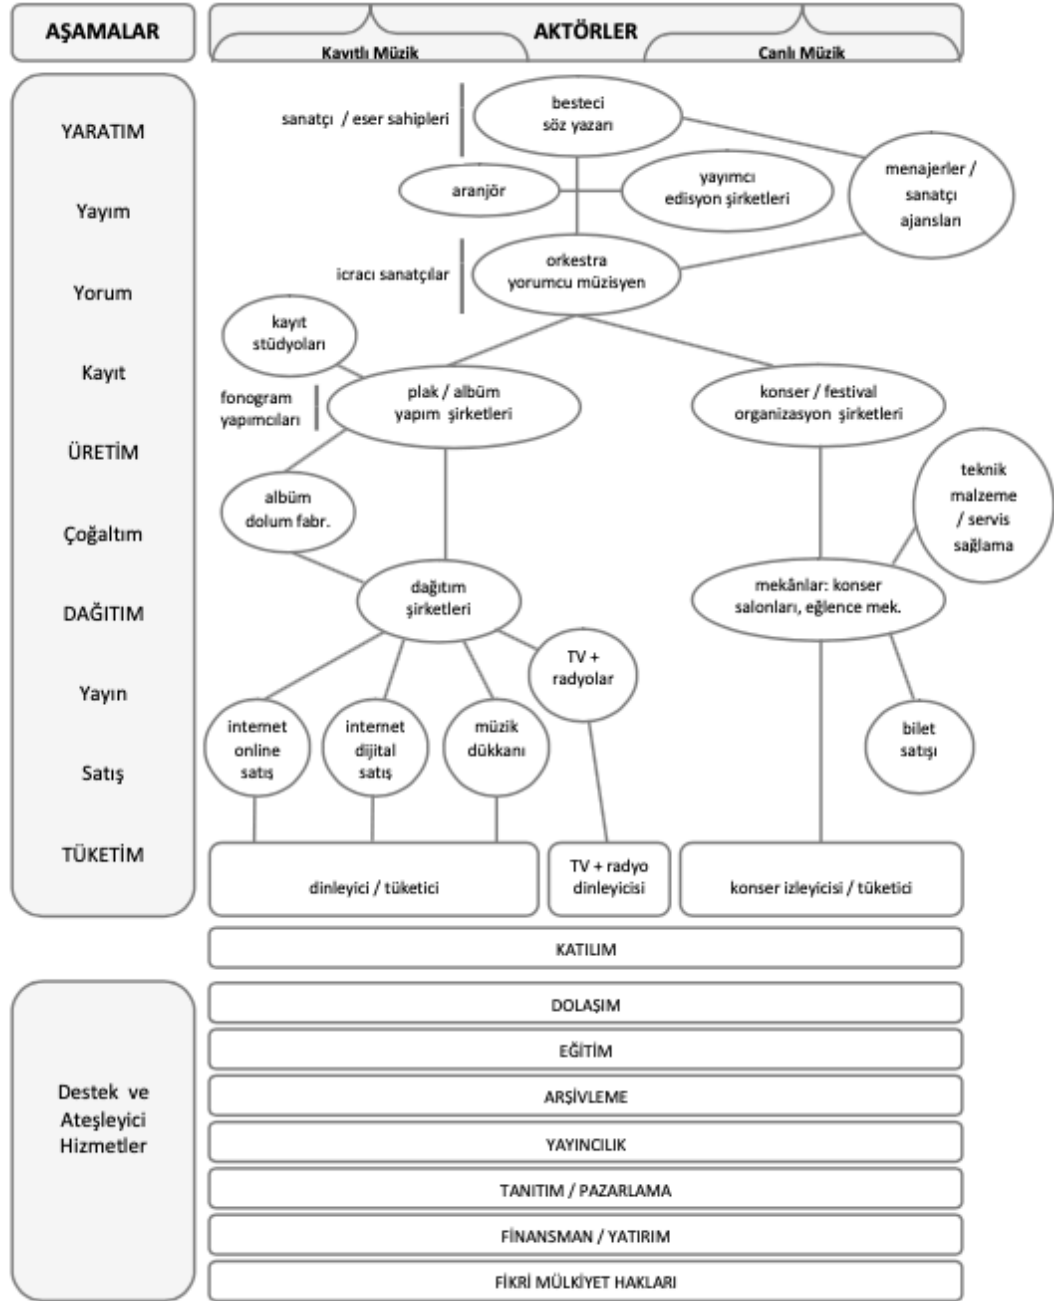 AŞAMALAR
AKTÖRLER
Kayıtlı Müzik
Canlı Müzik
YARATIM
Yayım
Yorum
Kayıt
ÜRETİM
Çoğaltım
DAĞITIM
Yayın
Satış
TÜKETİM
sanatçı / eser sahipleri
besteci
söz yazarı
aranjör
yayımcı
edisyon şirketleri
menajerler /
sanatçı
ajansları
icracı sanatçılar
orkestra
yorumcu müzisyen
kayıt
stüdyoları
fonogram
yapımcıları
plak / albüm
yapım şirketleri
konser / festival
organizasyon şirketleri
albüm
dolum fabr.
teknik
malzeme
/ servis
sağlama
dağıtım
şirketleri
mekânlar: konser
salonları, eğlence mek.
TV +
radyolar
internet
online
satış
internet
dijital
satış
müzik
dükkanı
bilet
satışı
dinleyici / tüketici
TV + radyo
dinleyicisi
konser izleyicisi / tüketici
KATILIM
Destek ve
Ateşleyici
Hizmetler
DOLAŞIM
EĞİTİM
ARŞİVLEME
YAYINCILIK
TANITIM / PAZARLAMA
FİNANSMAN / YATIRIM
FİKRİ MÜLKİYET HAKLARI